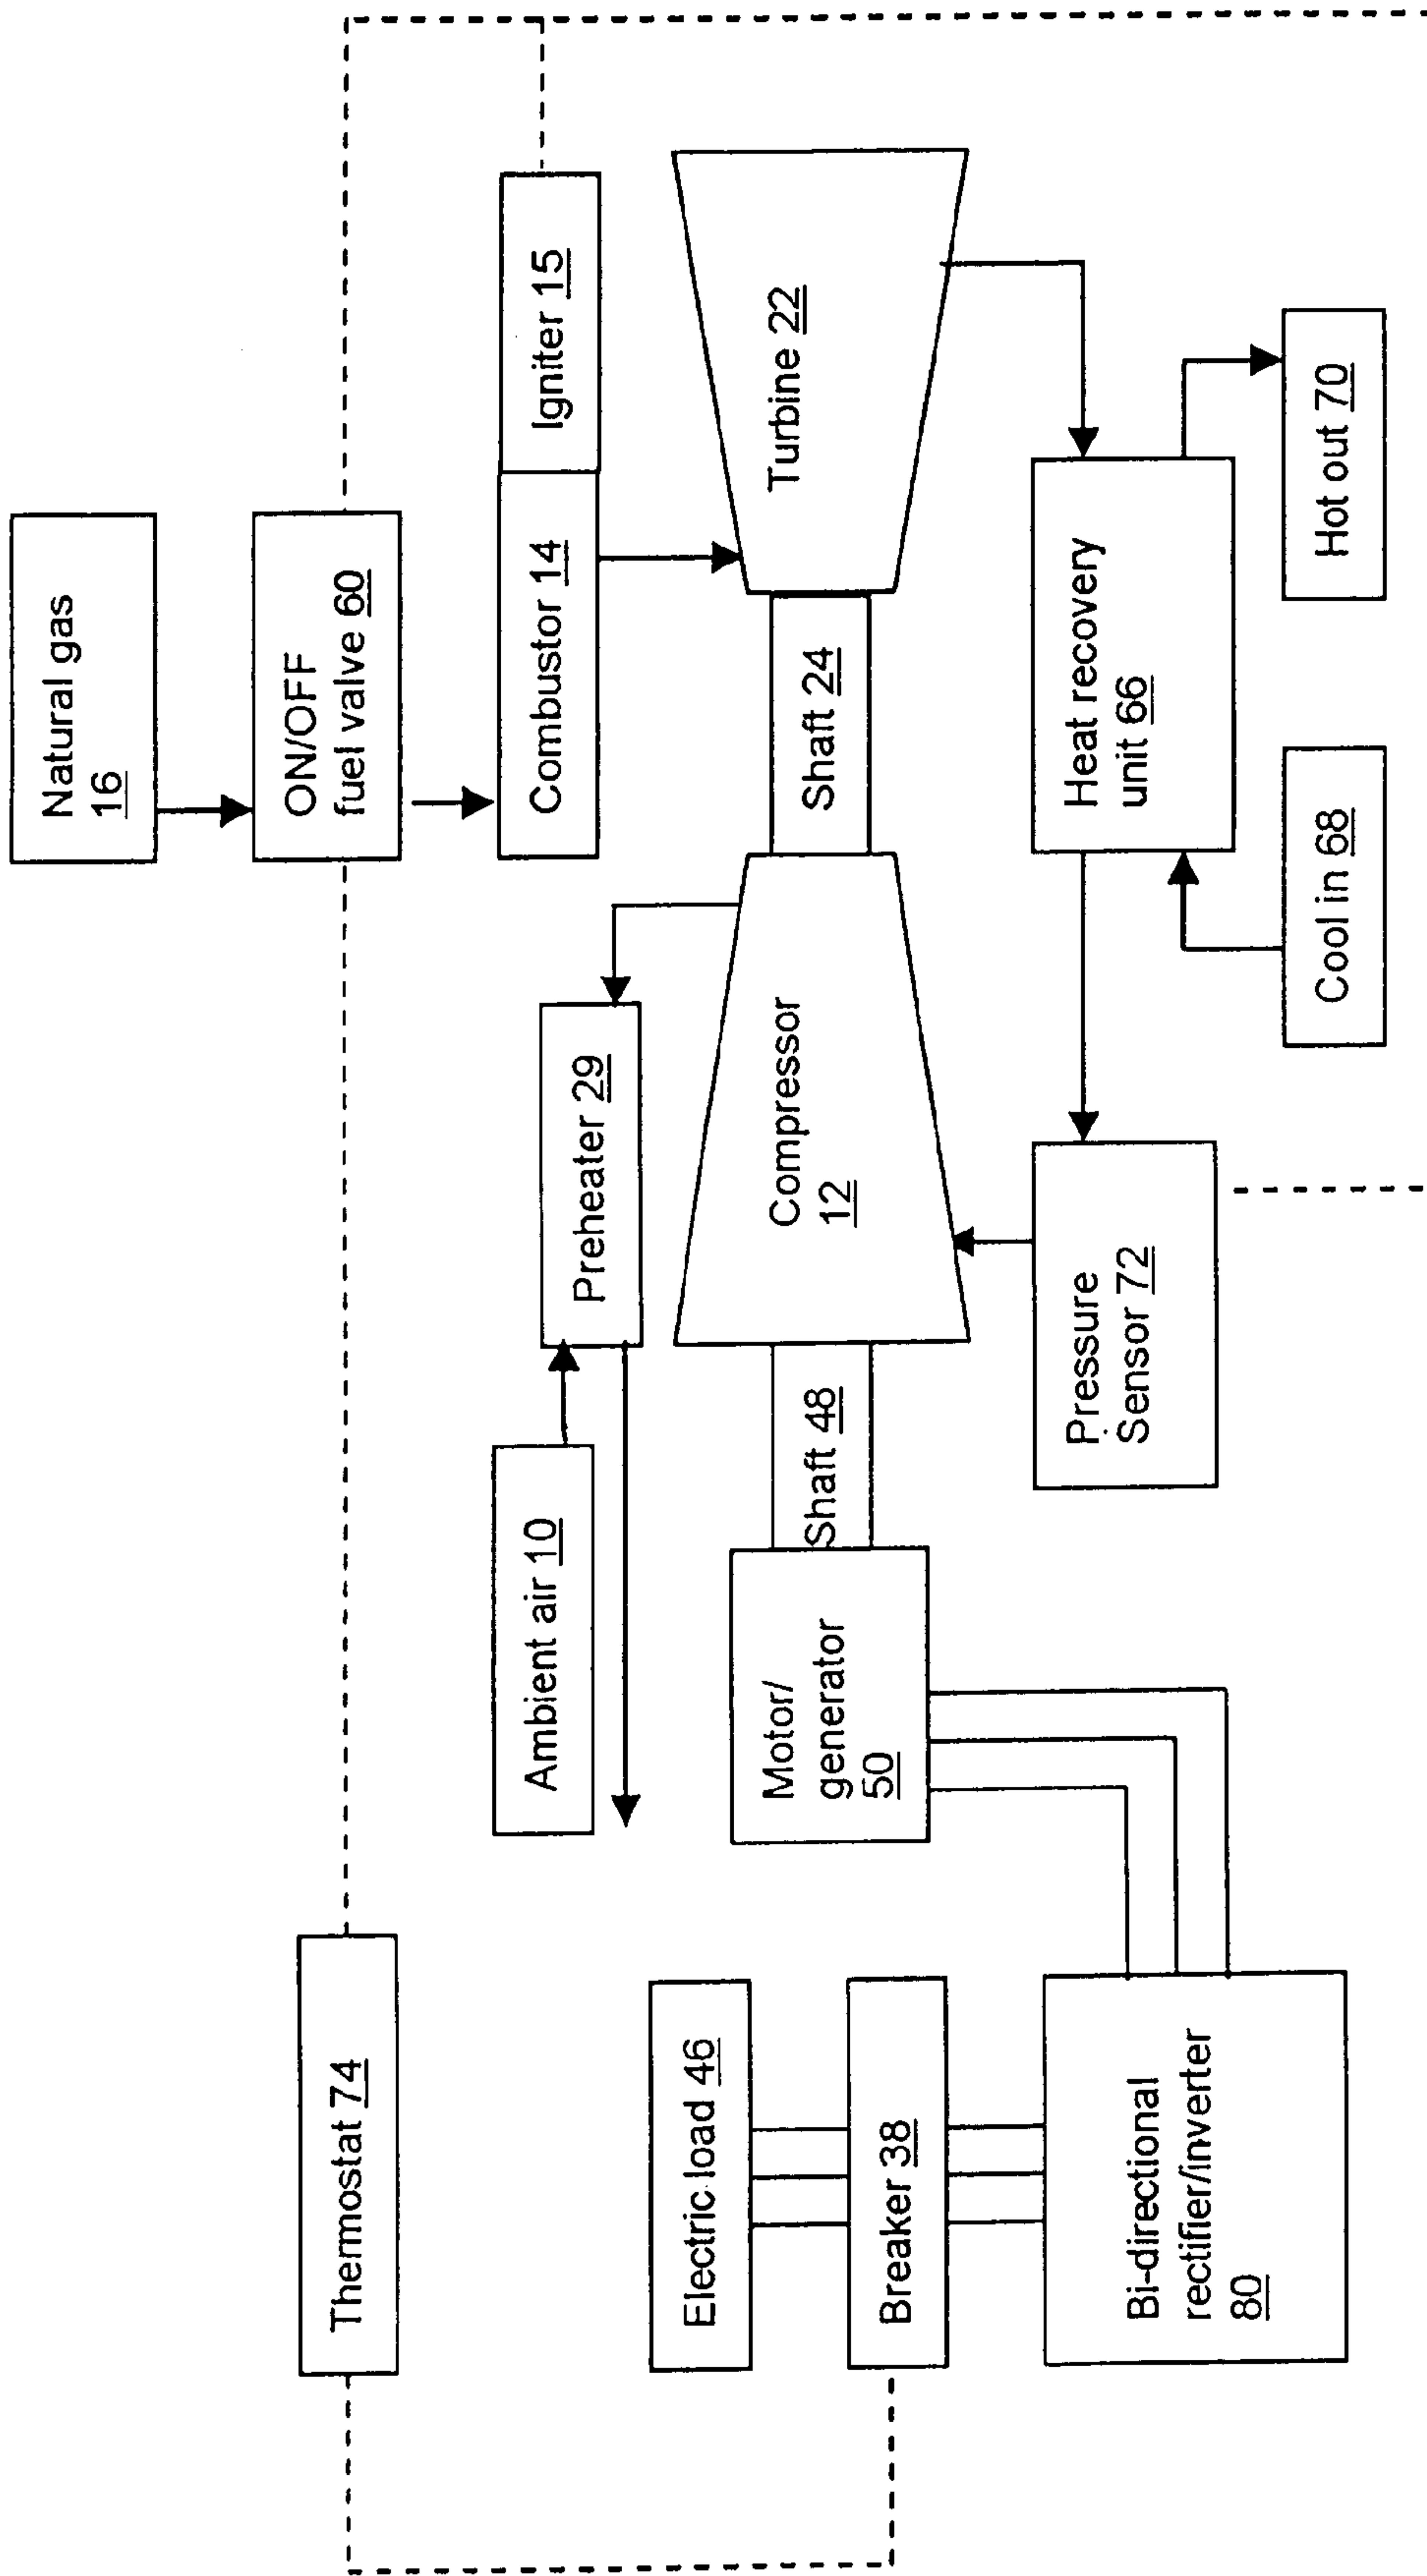 Natural gas
16
ON/OFF
fuel valve 60
Thermostat 74
Ambient air 10
Preheater 29
Combustor 14
Igniter 15
Electric load 46
Breaker 38
Bi-directional
rectifier/inverter
80
Motor/
generator
50
Shaft 48
Compressor
12
Shaft 24
Turbine 22
Pressure
Sensor 72
Heat recovery
unit 66
Cool in 68
Hot out 70